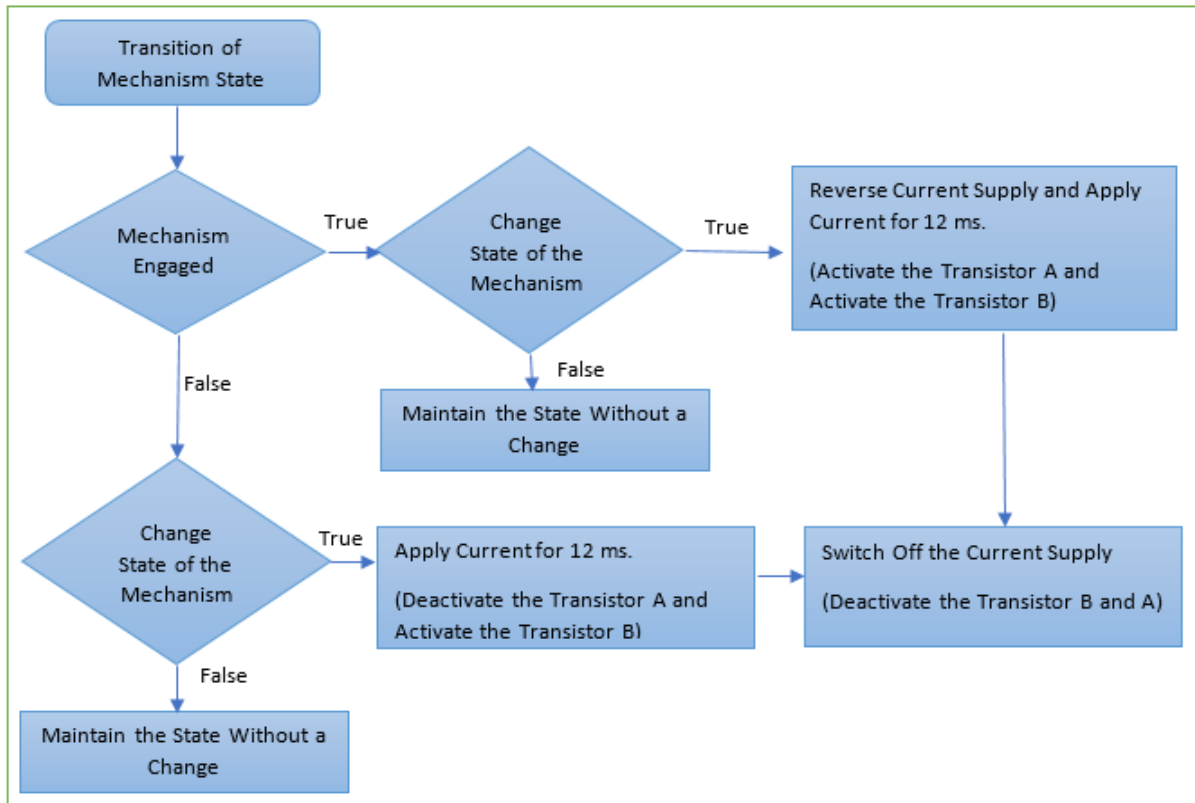 Transition of
Mechanism State
Mechanism
Engaged
True
Change
State of the
Mechanism
True
Reverse Current Supply and Apply
Current for 12 ms.
(Activate the Transistor A and
Activate the Transistor B)
False
Maintain the State Without a
Change
False
Change
State of the
Mechanism
True
Apply Current for 12 ms.
(Deactivate the Transistor A and
Activate the Transistor B)
Switch Off the Current Supply
(Deactivate the Transistor B and A)
False
Maintain the State Without a
Change